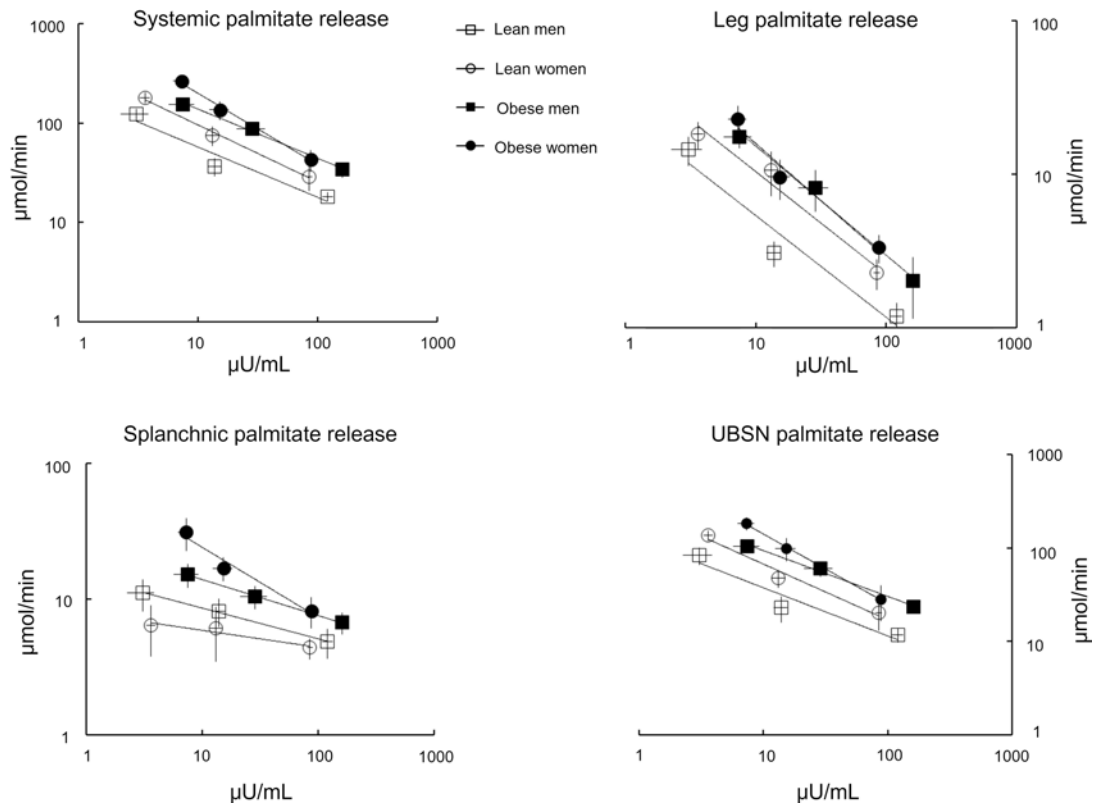 Systemic palmitate release
1000
100
10
1
µmol/min
1 10 100 1000
µU/mL
Lean men
Lean women
Obese men
Obese women
Leg palmitate release
100
10
1
µmol/min
1 10 100 1000
µU/mL
Splanchnic palmitate release
100
10
1
µmol/min
1 10 100 1000
µU/mL
UBSN palmitate release
1000
100
10
1
µmol/min
1 10 100 1000
µU/mL